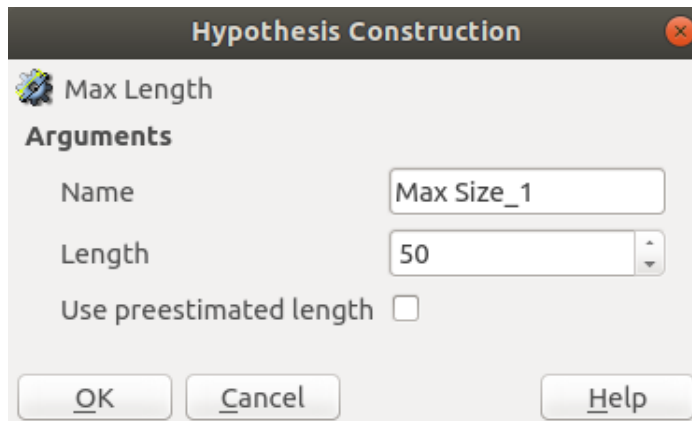 Hypothesis Construction
Max Length
Arguments
Name Max Size_1
Length 50
Use preestimated length
OK Cancel Help